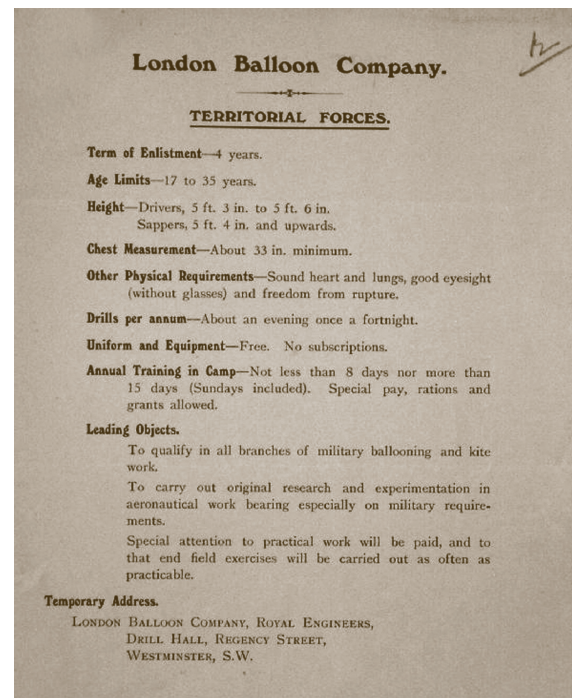 London Balloon Company.
TERRITORIAL FORCES.
Term of Enlistment—4 years.
Age Limits—17 to 35 years.
Height—Drivers, 5 ft. 3 in. to 5 ft. 6 in.
Sappers, 5 ft. 4 in. and upwards.
Chest Measurement—About 33 in. minimum.
Other Physical Requirements—Sound heart and lungs, good eyesight
(without glasses) and freedom from rupture.
Drills per annum—About an evening once a fortnight.
Uniform and Equipment—Free. No subscriptions.
Annual Training in Camp—Not less than 8 days nor more than
15 days (Sundays included). Special pay, rations and
grants allowed.
Leading Objects.
To qualify in all branches of military ballooning and kite
work.
To carry out original research and experimentation in
aeronautical work bearing especially on military require-
ments.
Special attention to practical work will be paid, and to
that end field exercises will be carried out as often as
practicable.
Temporary Address.
LONDON BALLOON COMPANY, ROYAL ENGINEERS,
DRILL HALL, REGENCY STREET,
WESTMINSTER, S.W.